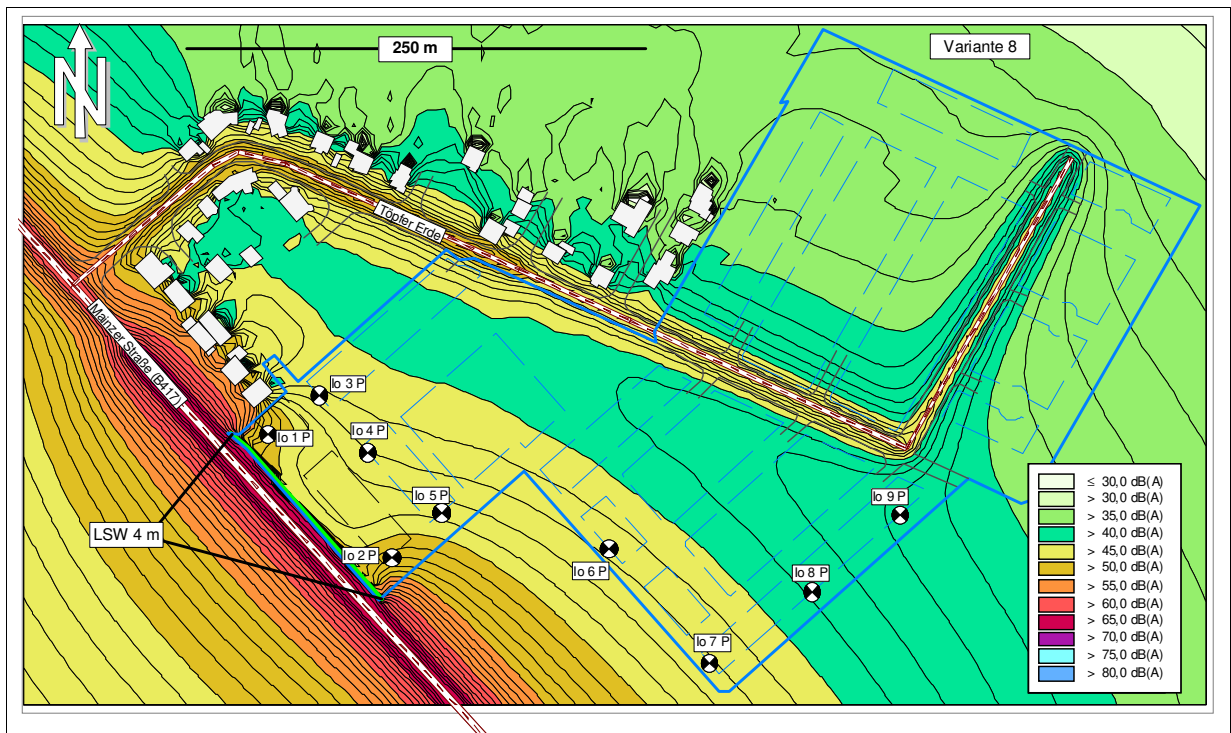 N
250 m
Variante 8
Töpfer Erde
Mainzer Straße (B417)
Io 3 P
Io 1 P
Io 4 P
Io 5 P
Io 9 P
LSW 4 m
Io 2 P
Io 6 P
Io 8 P
Io 7 P
≤ 30,0 dB(A)
> 30,0 dB(A)
> 35,0 dB(A)
> 40,0 dB(A)
> 45,0 dB(A)
> 50,0 dB(A)
> 55,0 dB(A)
> 60,0 dB(A)
> 65,0 dB(A)
> 70,0 dB(A)
> 75,0 dB(A)
> 80,0 dB(A)